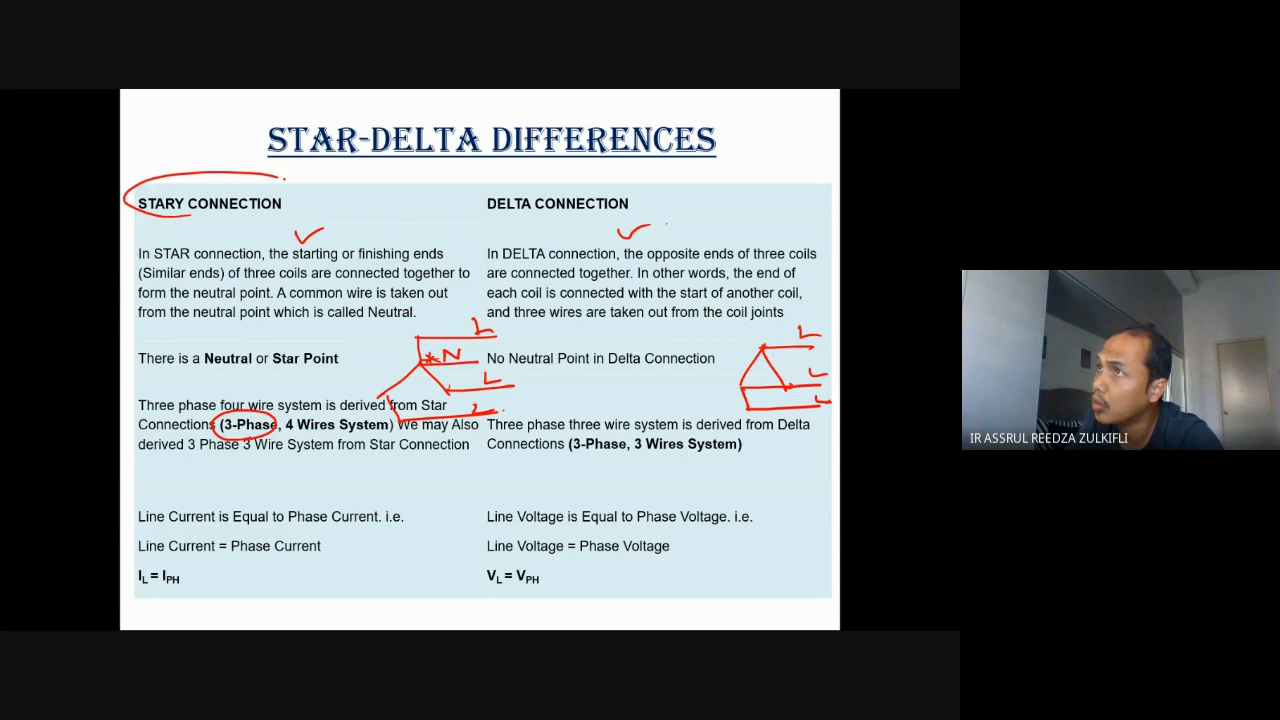 STAR-DELTA DIFFERENCES
STARY CONNECTION
In STAR connection, the starting or finishing ends
(Similar ends) of three coils are connected together to
form the neutral point. A common wire is taken out
from the neutral point which is called Neutral.
There is a Neutral or Star Point
Three phase four wire system is derived from Star
Connections (3-Phase, 4 Wires System) We may Also
derived 3 Phase 3 Wire System from Star Connection
Line Current is Equal to Phase Current. i.e.
Line Current = Phase Current
IL = IPH
L
N
L
L
DELTA CONNECTION
In DELTA connection, the opposite ends of three coils
are connected together. In other words, the end of
each coil is connected with the start of another coil,
and three wires are taken out from the coil joints
No Neutral Point in Delta Connection
Three phase three wire system is derived from Delta
Connections (3-Phase, 3 Wires System)
Line Voltage is Equal to Phase Voltage. i.e.
Line Voltage = Phase Voltage
VL = VPH
L
L
L
IR ASSRUL REEDZA ZULKIFLI